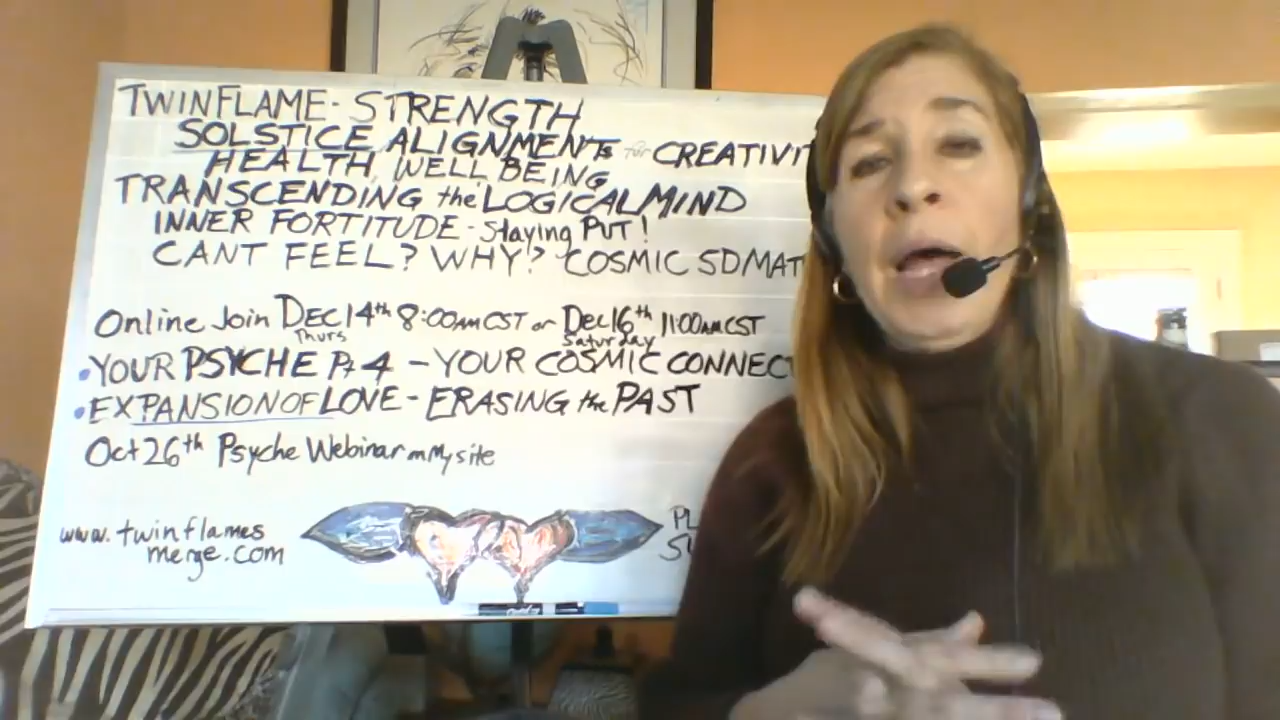 TWINFLAME- STRENGTH
SOLSTICE ALIGNMENTs for CREATIVIT
HEALTH, WELL BEING
TRANSCENDING the LOGICAL MIND
INNER FORTITUDE - Staying PUT!
CANT FEEL? WHY? COSMIC 5DMAT
Online Join DEC 14th 8:00AM CST or Dec 16th 11:00AM CST
Thurs Saturday
• YOUR PSYCHE Pt 4 - YOUR COSMIC CONNECT
• EXPANSION OF LOVE - ERASING the PAST
Oct 26th Psyche Webinar on My site
www.twinflames
merge.com
PL
SU